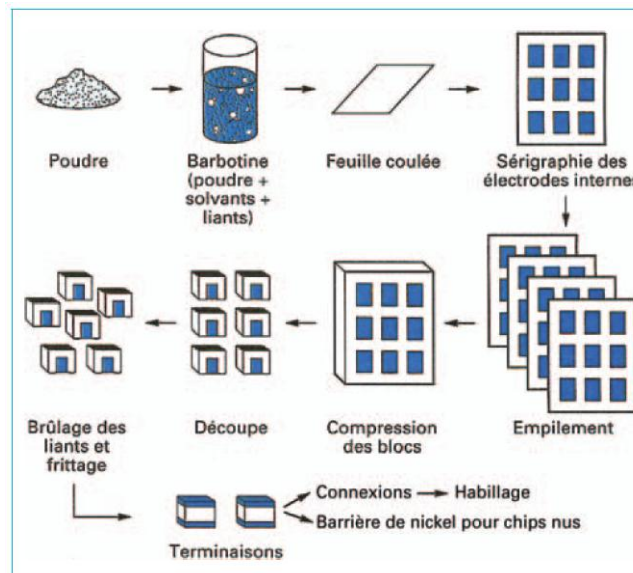 Poudre
Barbotine
(poudre +
solvants +
liants)
Feuille coulée
Sérigraphie des
électrodes internes
Brûlage des
liants et
frittage
Découpe
Compression
des blocs
Empilement
Connexions
Habillage
Barrière de nickel pour chips nus
Terminaisons